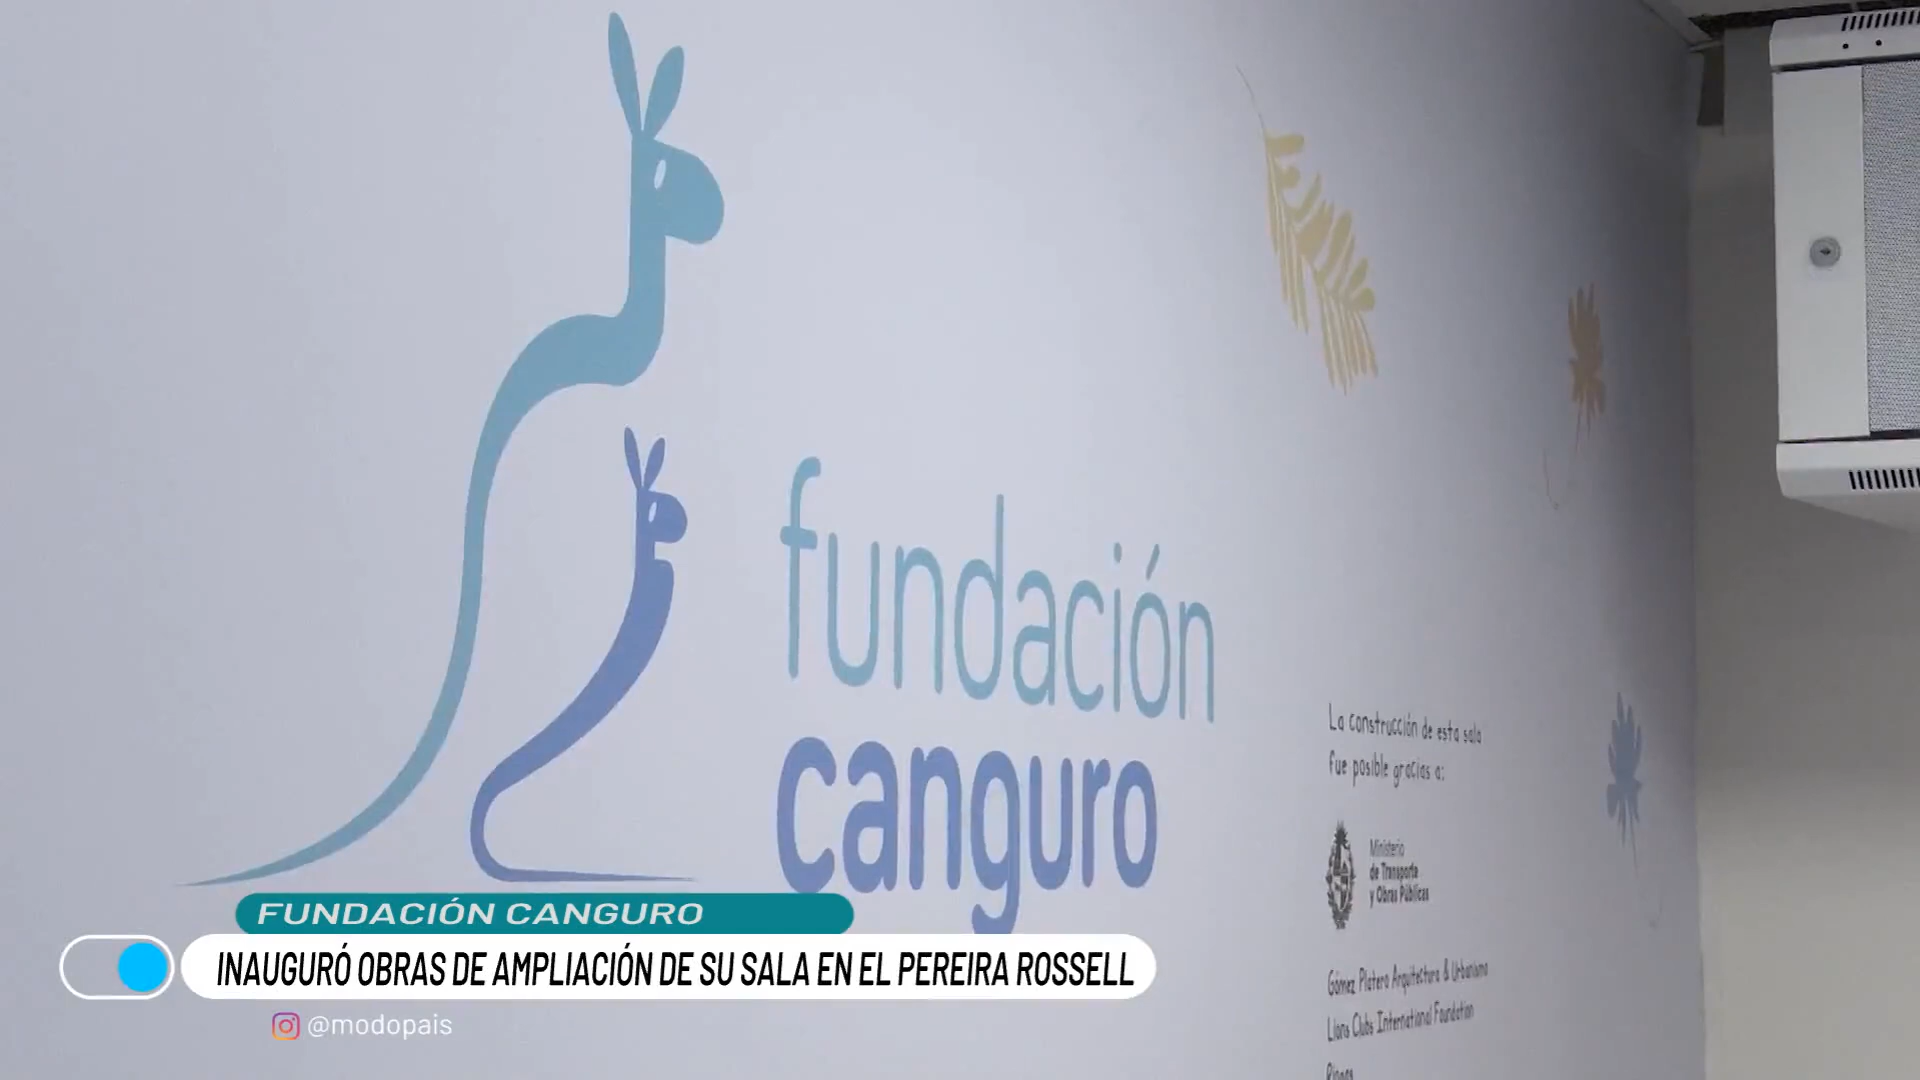 fundación
canguro
La construcción de esta sala
fue posible gracias a:
Ministerio
de Transporte
y Obras Públicas
Gómez Platero Arquitectura & Urbanismo
Lions Clubs International Foundation
FUNDACIÓN CANGURO
INAUGURÓ OBRAS DE AMPLIACIÓN DE SU SALA EN EL PEREIRA ROSSELL
@modopais